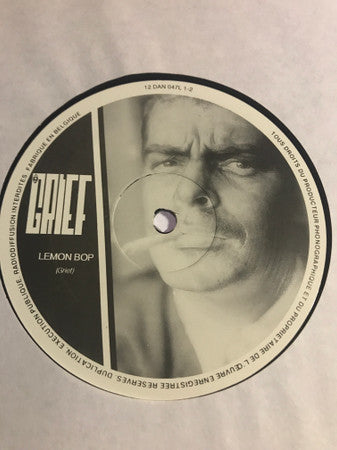 12 DAN 047L 1-2
GRIEF
LEMON BOP
(Grief)
TOUS DROITS DU PRODUCTEUR PHONOGRAPHIQUE ET DU PROPRIETAIRE DE L'ŒUVRE ENREGISTREE RESERVES. DUPLICATION. EXECUTION PUBLIQUE. RADIODIFFUSION INTERDITES. FABRIQUE EN BELGIQUE